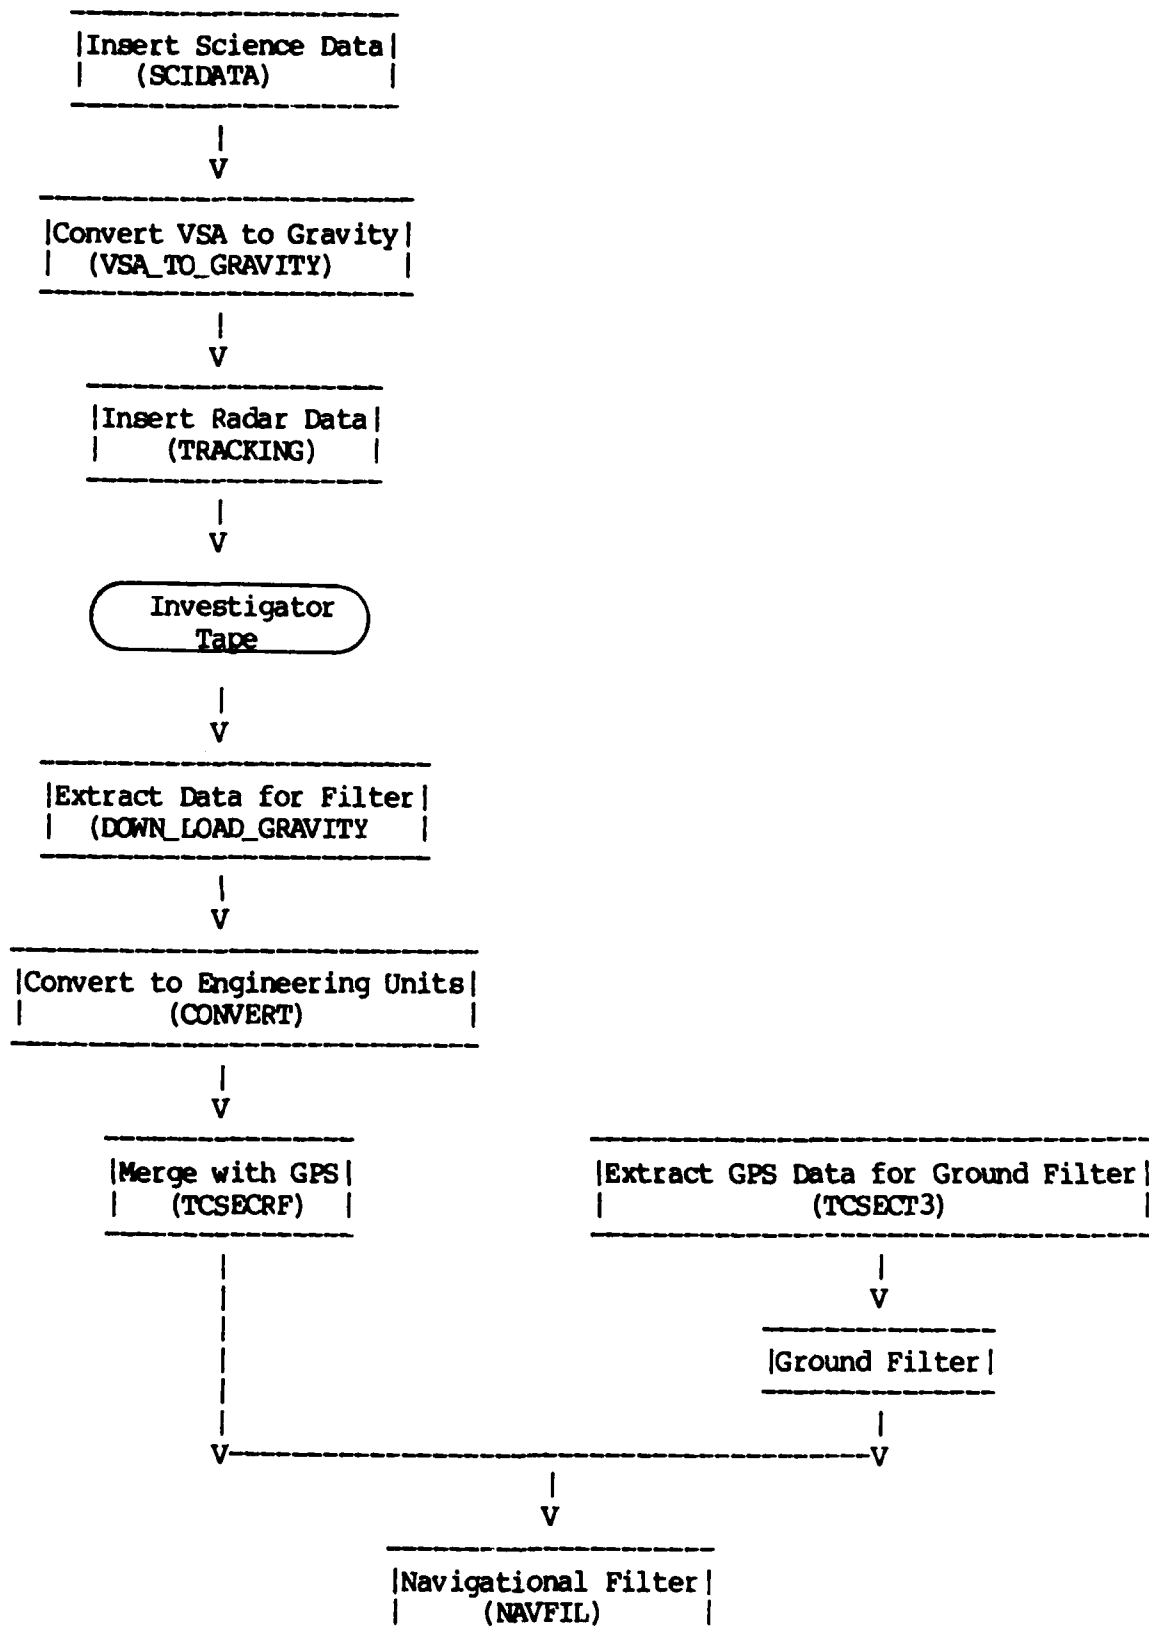 Insert Science Data
(SCIDATA)
Convert VSA to Gravity
(VSA_TO_GRAVITY)
Insert Radar Data
(TRACKING)
Investigator
Tape
Extract Data for Filter
(DOWN_LOAD_GRAVITY
Convert to Engineering Units
(CONVERT)
Merge with GPS
(TCSECRF)
Extract GPS Data for Ground Filter
(TCSECT3)
Ground Filter
Navigational Filter
(NAVFIL)